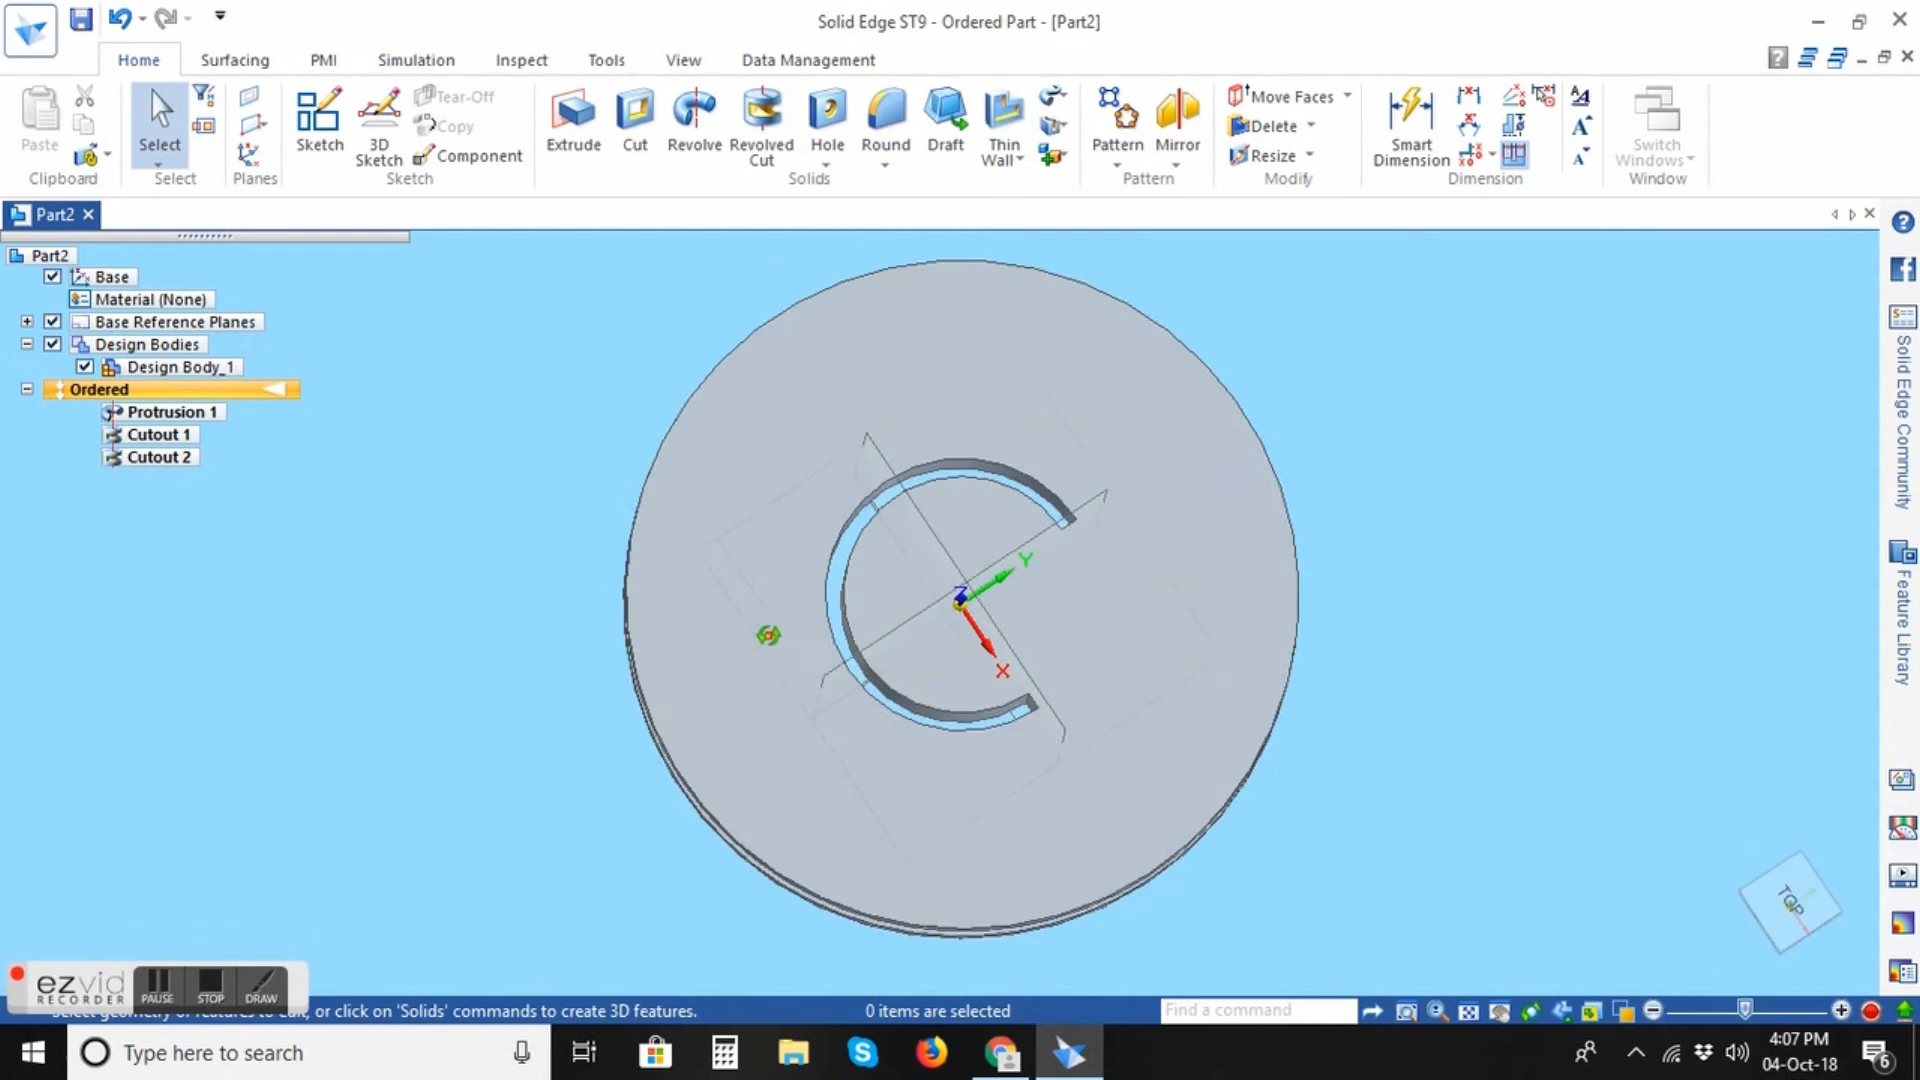 Solid Edge ST9 - Ordered Part - [Part2]
Home
Surfacing
PMI
Simulation
Inspect
Tools
View
Data Management
Paste
Clipboard
Select
Select
Planes
Sketch
3D Sketch
Tear-Off
Copy
Component
Sketch
Extrude
Cut
Revolve
Revolved Cut
Hole
Round
Draft
Thin Wall
Solids
Pattern
Mirror
Pattern
Move Faces
Delete
Resize
Modify
Smart Dimension
Dimension
Switch Windows
Window
Part2
Part2
Base
Material (None)
Base Reference Planes
Design Bodies
Design Body_1
Ordered
Protrusion 1
Cutout 1
Cutout 2
Z
Y
X
TOP
Solid Edge Community
Feature Library
ezvid
RECORDER
PAUSE
STOP
DRAW
or click on 'Solids' commands to create 3D features.
0 items are selected
Find a command
Type here to search
4:07 PM
04-Oct-18
6